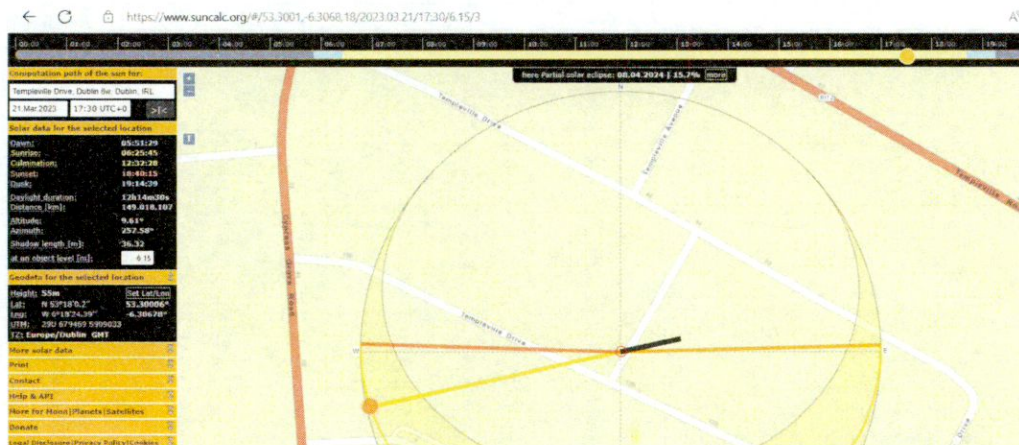 https://www.suncalc.org/#/53.3001,-6.3068,18/2023.03.21/17:30/6.15/3
00:00 01:00 02:00 03:00 04:00 05:00 06:00 07:00 08:00 09:00 10:00 11:00 12:00 13:00 14:00 15:00 16:00 17:00 18:00 19:00
Computation path of the sun for:
Templeville Drive, Dublin 6w, Dublin, IRL
21.Mar.2023 17:30 UTC+0 >|<
Solar data for the selected location
Dawn: 05:51:29
Sunrise: 06:25:45
Culmination: 12:32:28
Sunset: 18:40:15
Dusk: 19:14:39
Daylight duration: 12h14m30s
Distance [km]: 149.018.107
Altitude: 9.61°
Azimuth: 257.58°
Shadow length [m]: 36.32
at an object level [m]: 6.15
Geodata for the selected location
Height: 55m Set Lat/Lon
Lat: N 53°18'0.2" 53.30006°
Lng: W 6°18'24.39" -6.30678°
UTM: 29U 679469 5909033
TZ: Europe/Dublin GMT
More solar data
Print
Contact
Help & API
More for Moon|Planets|Satellites
Donate
Legal Disclosure|Privacy Policy|Cookies
here Partial solar eclipse: 08.04.2024 | 15.7% more
N
Templeville Drive
Templeville Avenue
Cypress Grove Road
Templeville Drive
W
E
Drive